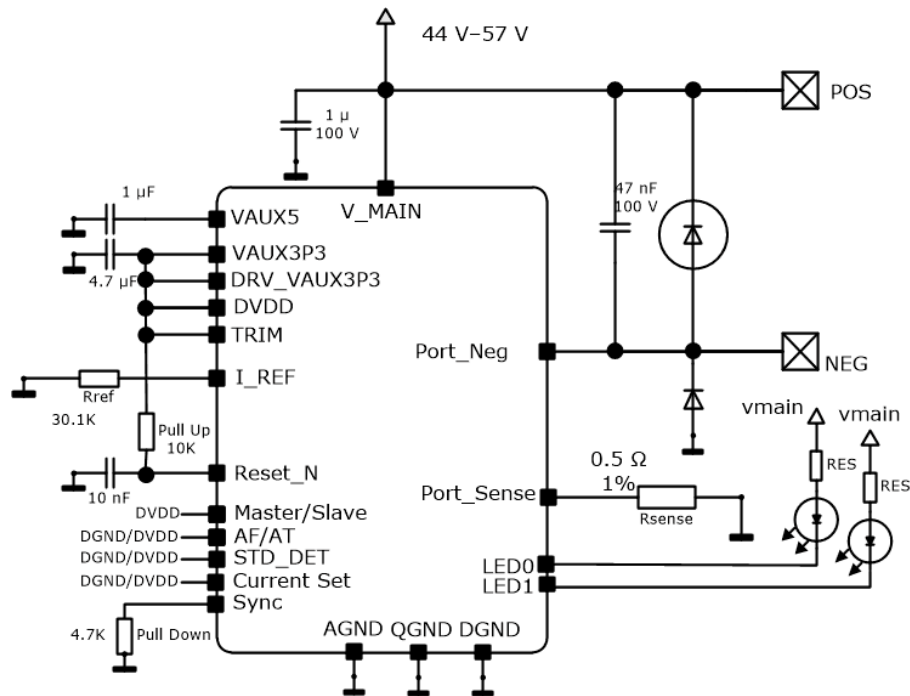 44 V–57 V
POS
1 µ
100 V
47 nF
100 V
1 µF
VAUX5
V_MAIN
VAUX3P3
4.7 µF
DRV_VAUX3P3
DVDD
TRIM
Port_Neg
NEG
I_REF
Rref
30.1K
vmain
vmain
Pull Up
10K
RES
RES
0.5 Ω
1%
Reset_N
10 nF
Port_Sense
Rsense
DVDD
Master/Slave
DGND/DVDD
AF/AT
DGND/DVDD
STD_DET
DGND/DVDD
Current Set
LED0
LED1
Sync
4.7K
Pull Down
AGND QGND DGND